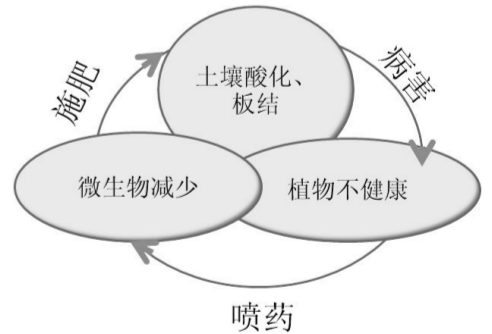 施肥
土壤酸化、
板结
病害
微生物减少
植物不健康
喷药